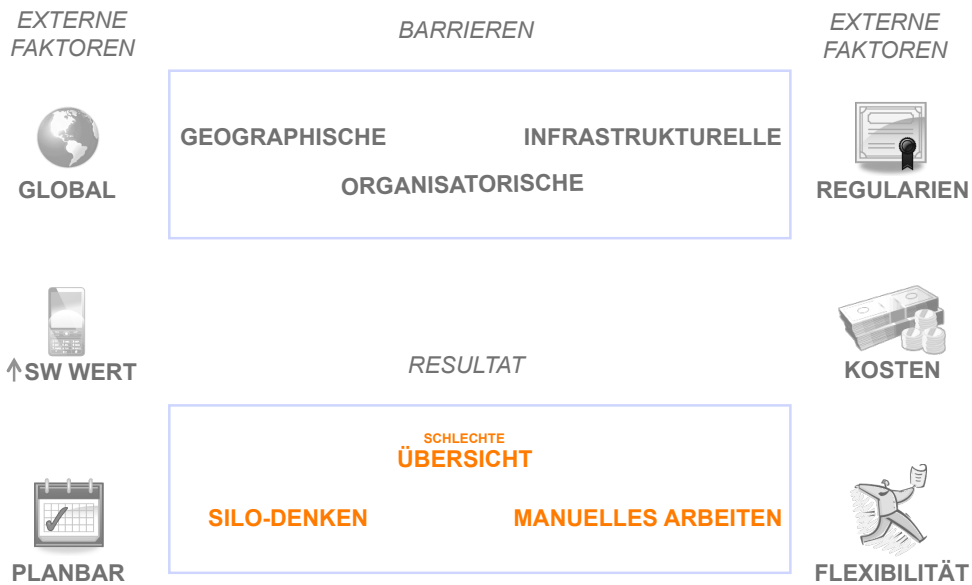 EXTERNE
FAKTOREN
BARRIEREN
EXTERNE
FAKTOREN
GEOGRAPHISCHE
INFRASTRUKTURELLE
ORGANISATORISCHE
GLOBAL
REGULARIEN
↑SW WERT
RESULTAT
KOSTEN
SCHLECHTE
ÜBERSICHT
SILO-DENKEN
MANUELLES ARBEITEN
PLANBAR
FLEXIBILITÄT